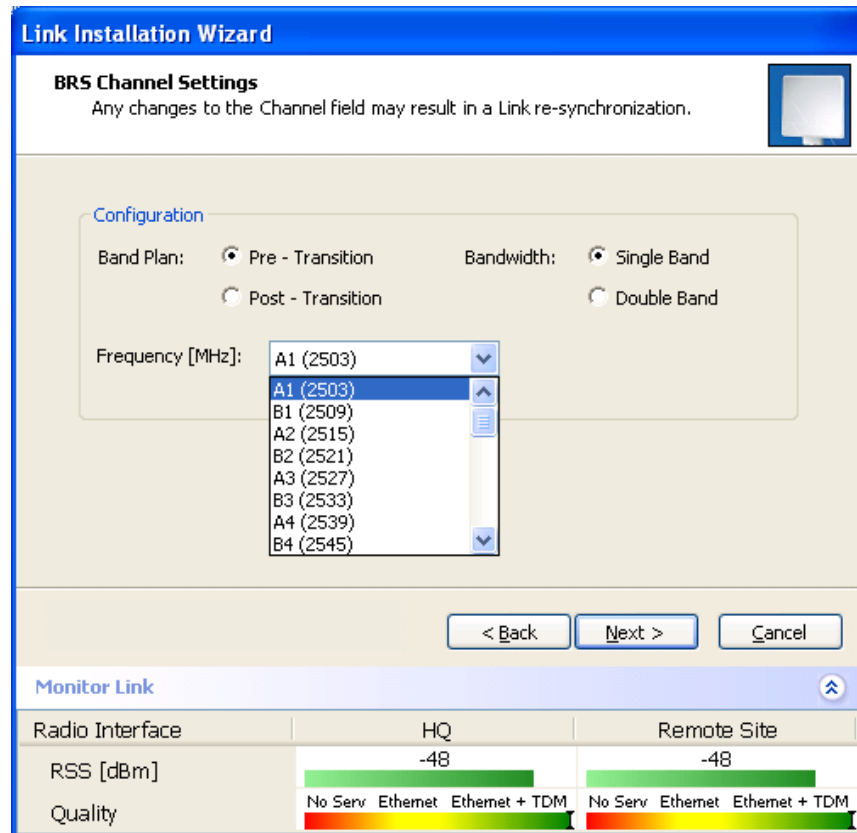 Link Installation Wizard
BRS Channel Settings
Any changes to the Channel field may result in a Link re-synchronization.
Configuration
Band Plan: Pre - Transition Bandwidth: Single Band
Post - Transition Double Band
Frequency [MHz]: A1 (2503)
A1 (2503)
B1 (2509)
A2 (2515)
B2 (2521)
A3 (2527)
B3 (2533)
A4 (2539)
B4 (2545)
< Back Next > Cancel
Monitor Link
Radio Interface HQ Remote Site
RSS [dBm] -48 -48
Quality No Serv Ethernet Ethernet + TDM No Serv Ethernet Ethernet + TDM